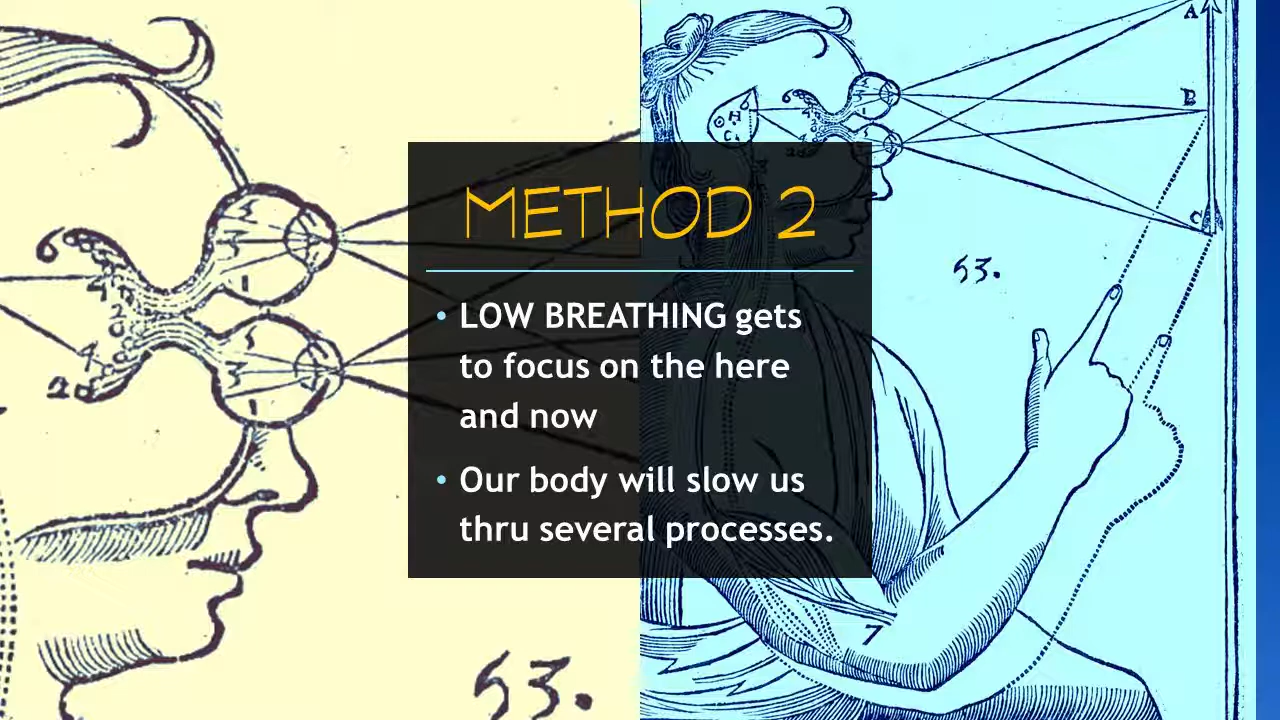 METHOD 2
• LOW BREATHING gets
to focus on the here
and now
• Our body will slow us
thru several processes.
A
B
C
53.
7
53.